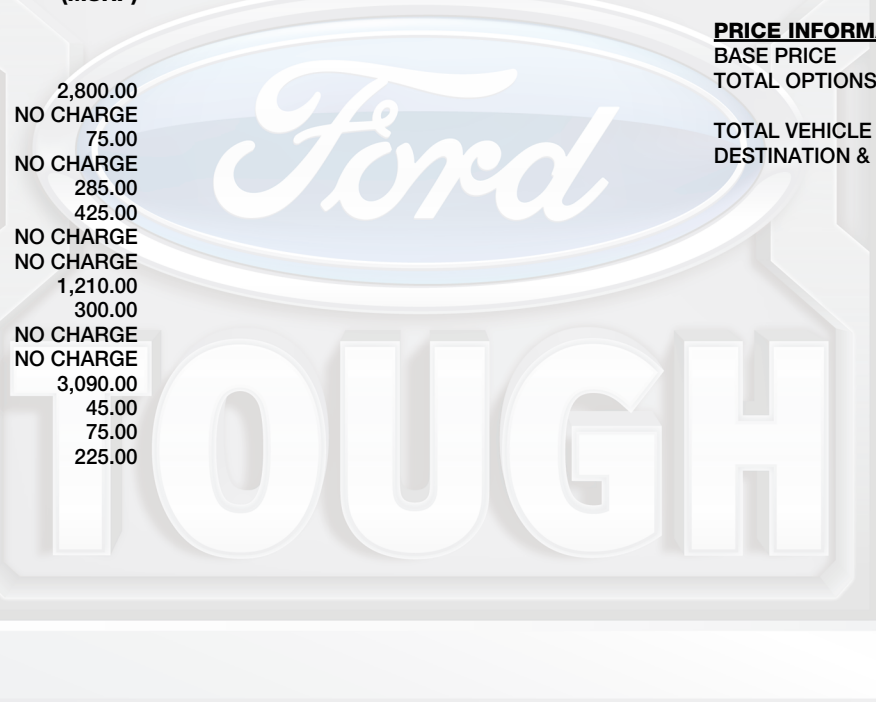 2,800.00
NO CHARGE
75.00
NO CHARGE
285.00
425.00
NO CHARGE
NO CHARGE
1,210.00
300.00
NO CHARGE
NO CHARGE
3,090.00
45.00
75.00
225.00
PRICE INFORMA
BASE PRICE
TOTAL OPTIONS
TOTAL VEHICLE
DESTINATION &
Ford
TOUGH